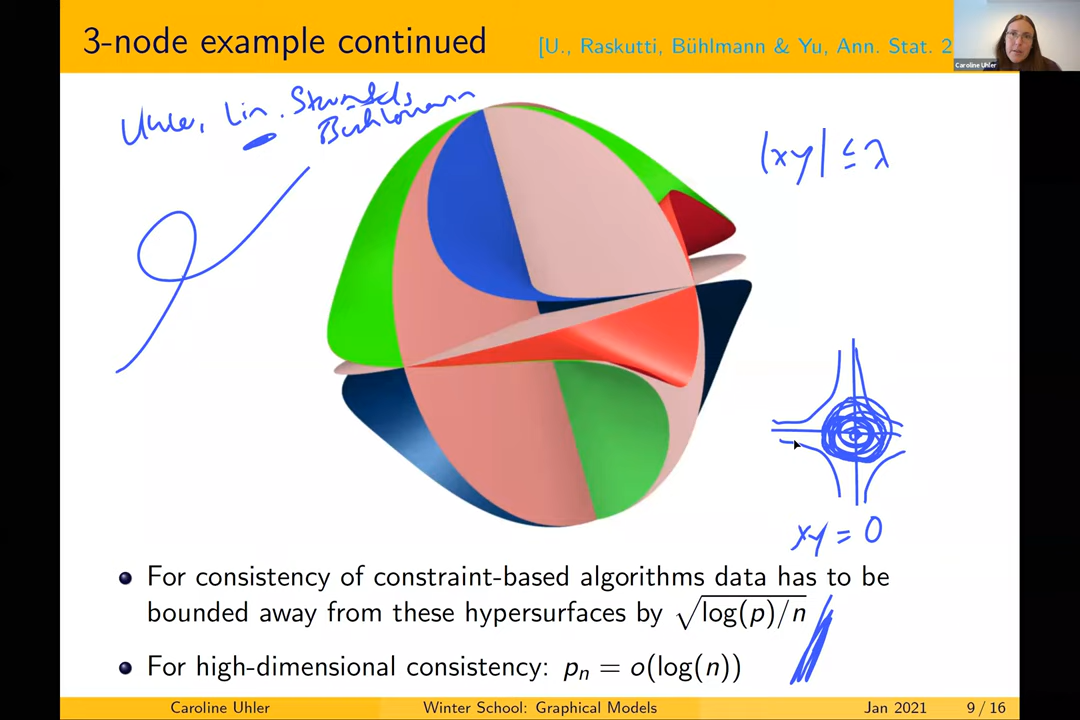 3-node example continued
[U., Raskutti, Bühlmann & Yu, Ann. Stat. 2
Caroline Uhler
Uhler, Lin. Sturmfels,
Bühlmann
|xy| ≤ λ
xy = 0
For consistency of constraint-based algorithms data has to be
bounded away from these hypersurfaces by √log(p)/n
For high-dimensional consistency: pₙ = o(log(n))
Caroline Uhler Winter School: Graphical Models Jan 2021 9 / 16